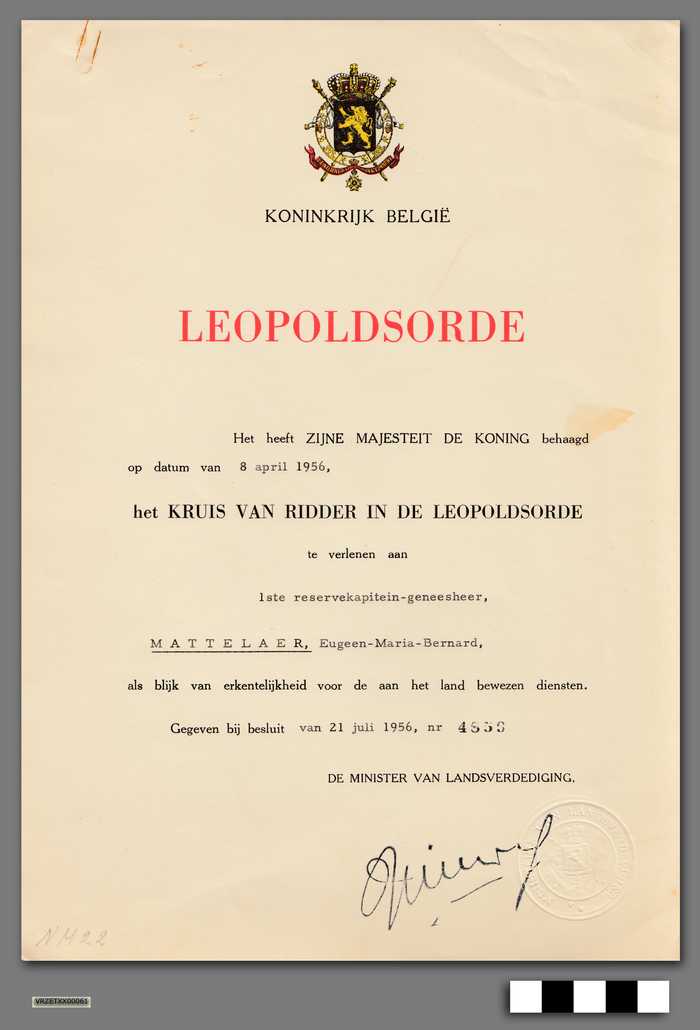 KONINKRIJK BELGIË
LEOPOLDSORDE
Het heeft ZIJNE MAJESTEIT DE KONING behaagd
op datum van 8 april 1956,
het KRUIS VAN RIDDER IN DE LEOPOLDSORDE
te verlenen aan
1ste reservekapitein-geneesheer,
MATTELAER, Eugeen-Maria-Bernard,
als blijk van erkentelijkheid voor de aan het land bewezen diensten.
Gegeven bij besluit van 21 juli 1956, nr
DE MINISTER VAN LANDSVERDEDIGING,
NM22
VRZETXX00061